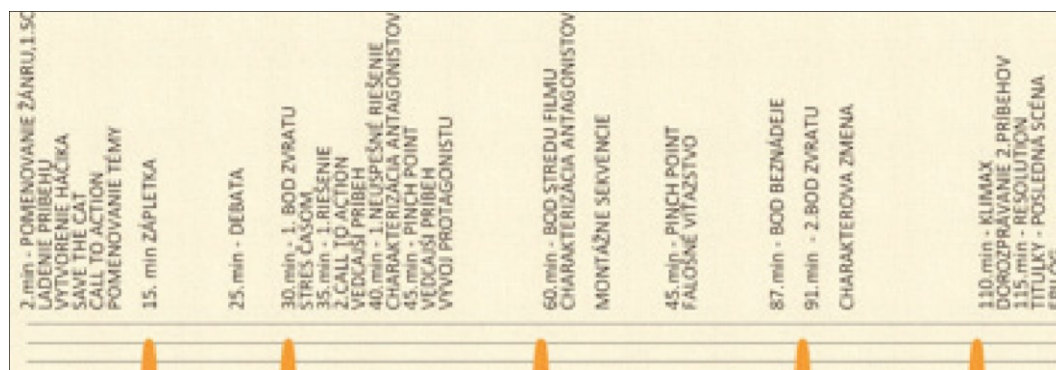 2.min - POMENOVANIE ŽÁNRU,1.SC
LADENIE PRÍBEHU
VYTVORENIE HÁČIKA
SAVE THE CAT
CALL TO ACTION
POMENOVANIE TÉMY
15. min ZÁPLETKA
25.min - DEBATA
30.min - 1. BOD ZVRATU
STRES ČASOM
35.min - 1.RIEŠENIE
2.CALL TO ACTION
VEDĽAJŠÍ PRÍBEH
40.min - 1.NEUSPEŠNÉ RIEŠENIE
CHARAKTERIZÁCIA ANTAGONISTOV
45.min - PINCH POINT
VEDĽAJŠÍ PRÍBEH
VÝVOJ PROTAGONISTU
60.min - BOD STREDU FILMU
CHARAKTERIZÁCIA ANTAGONISTOV
MONTÁŽNE SEKVENCIE
45.min - PINCH POINT
FALOŠNÉ VÍŤAZSTVO
87.min - BOD BEZNÁDEJE
91.min - 2.BOD ZVRATU
CHARAKTEROVA ZMENA
110.min - KLIMAX
DOROZPRÁVANIE 2.PRÍBEHOV
115.min - RESOLUTION
TITULKY - POSLEDNÁ SCÉNA